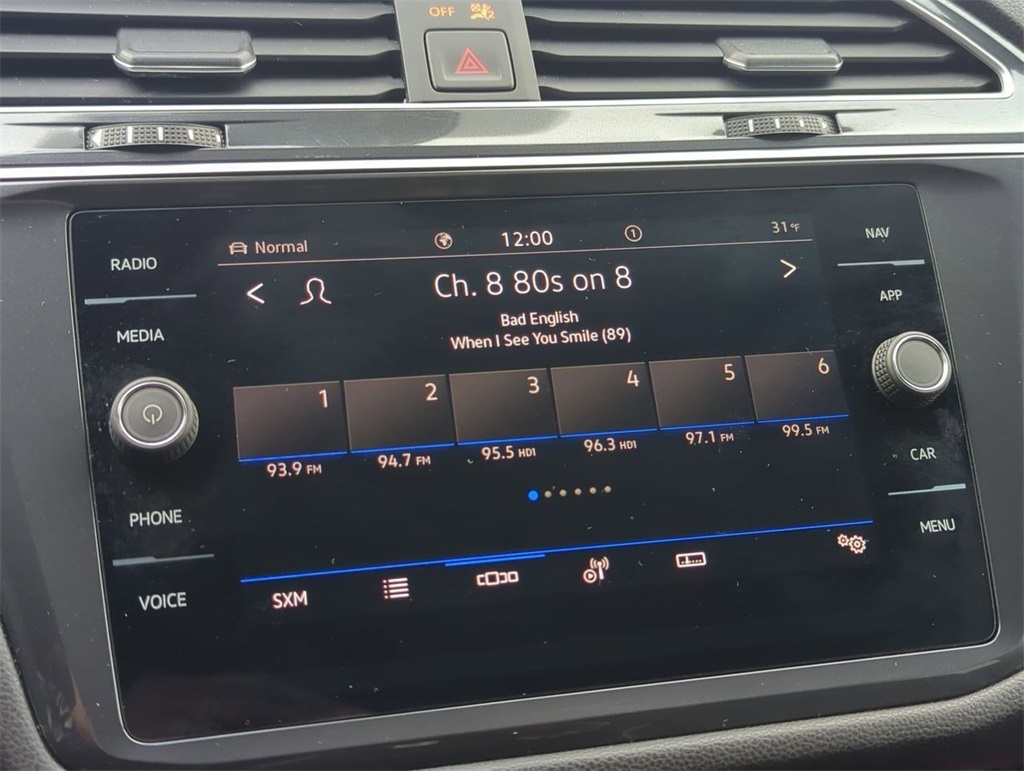 OFF
RADIO
MEDIA
PHONE
VOICE
Normal
12:00
1
31°F
Ch. 8 80s on 8
Bad English
When I See You Smile (89)
1 2 3 4 5 6
93.9 FM 94.7 FM 95.5 HD1 96.3 HD1 97.1 FM 99.5 FM
SXM
NAV
APP
CAR
MENU